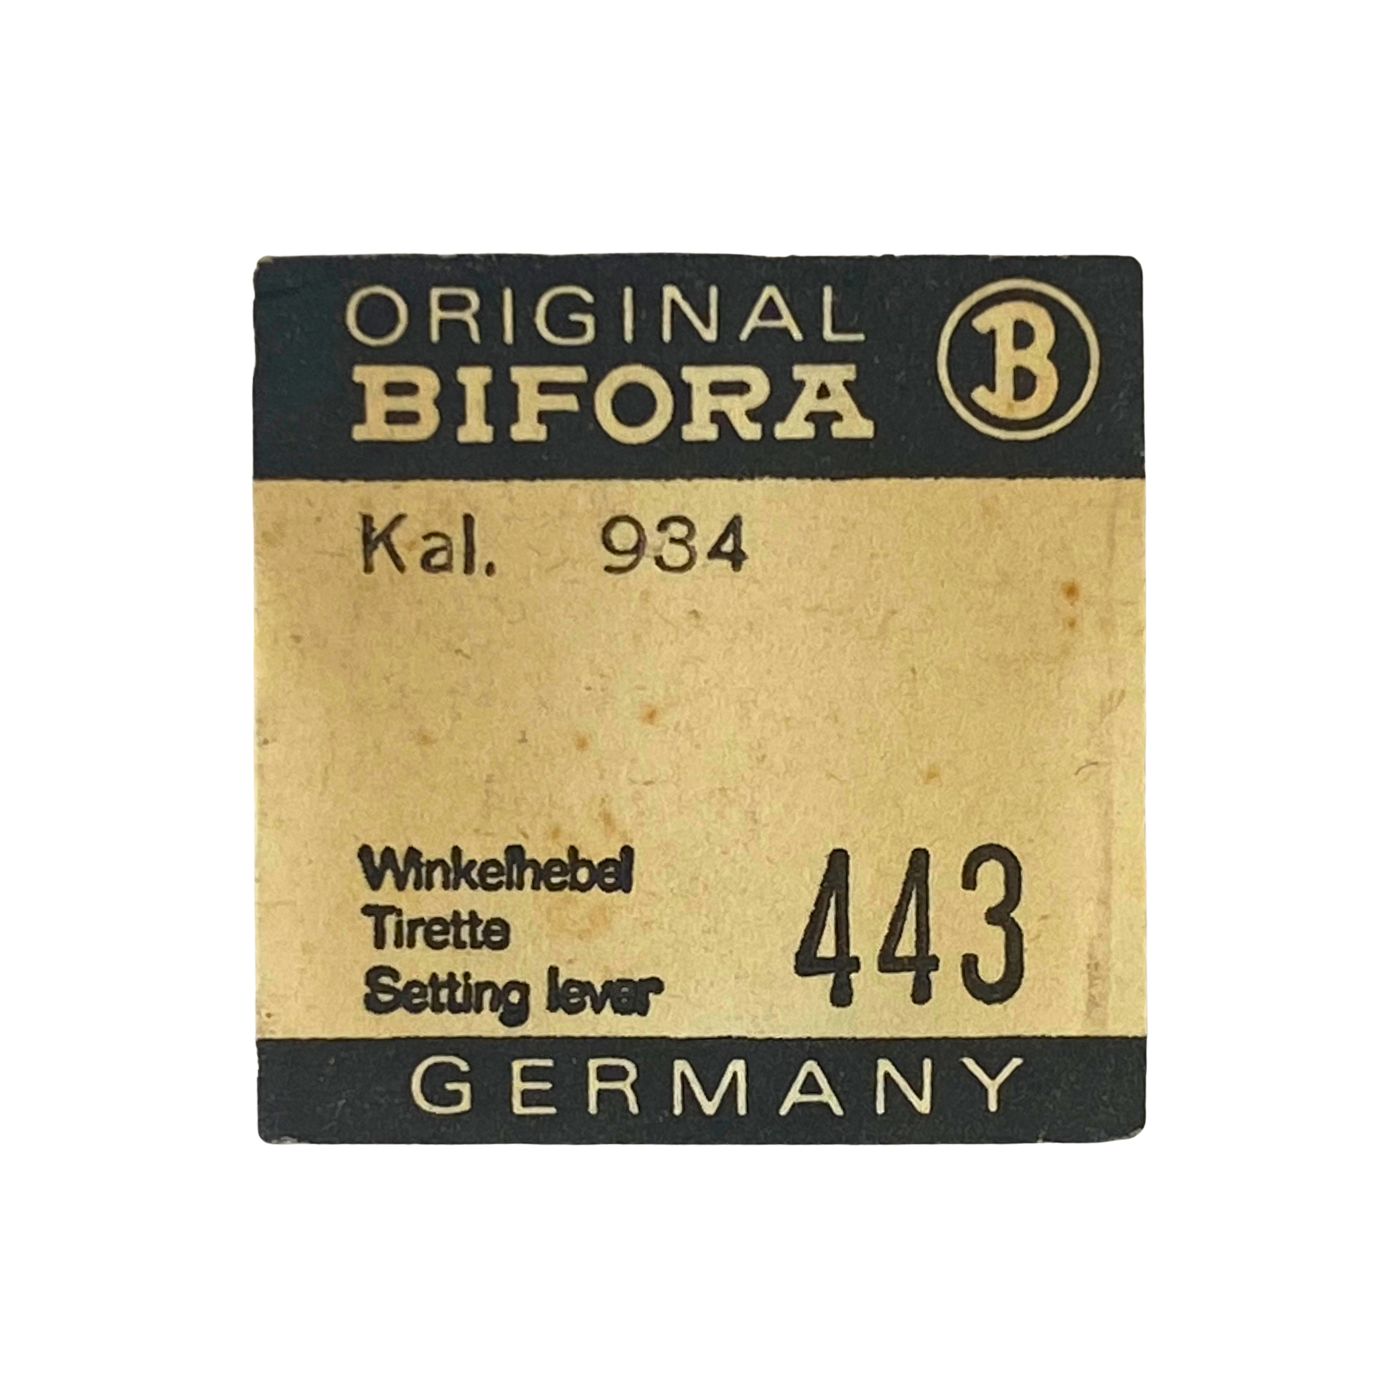 ORIGINAL
BIFORA
B
Kal. 934
Winkelhebel
Tirette
Setting lever
443
GERMANY